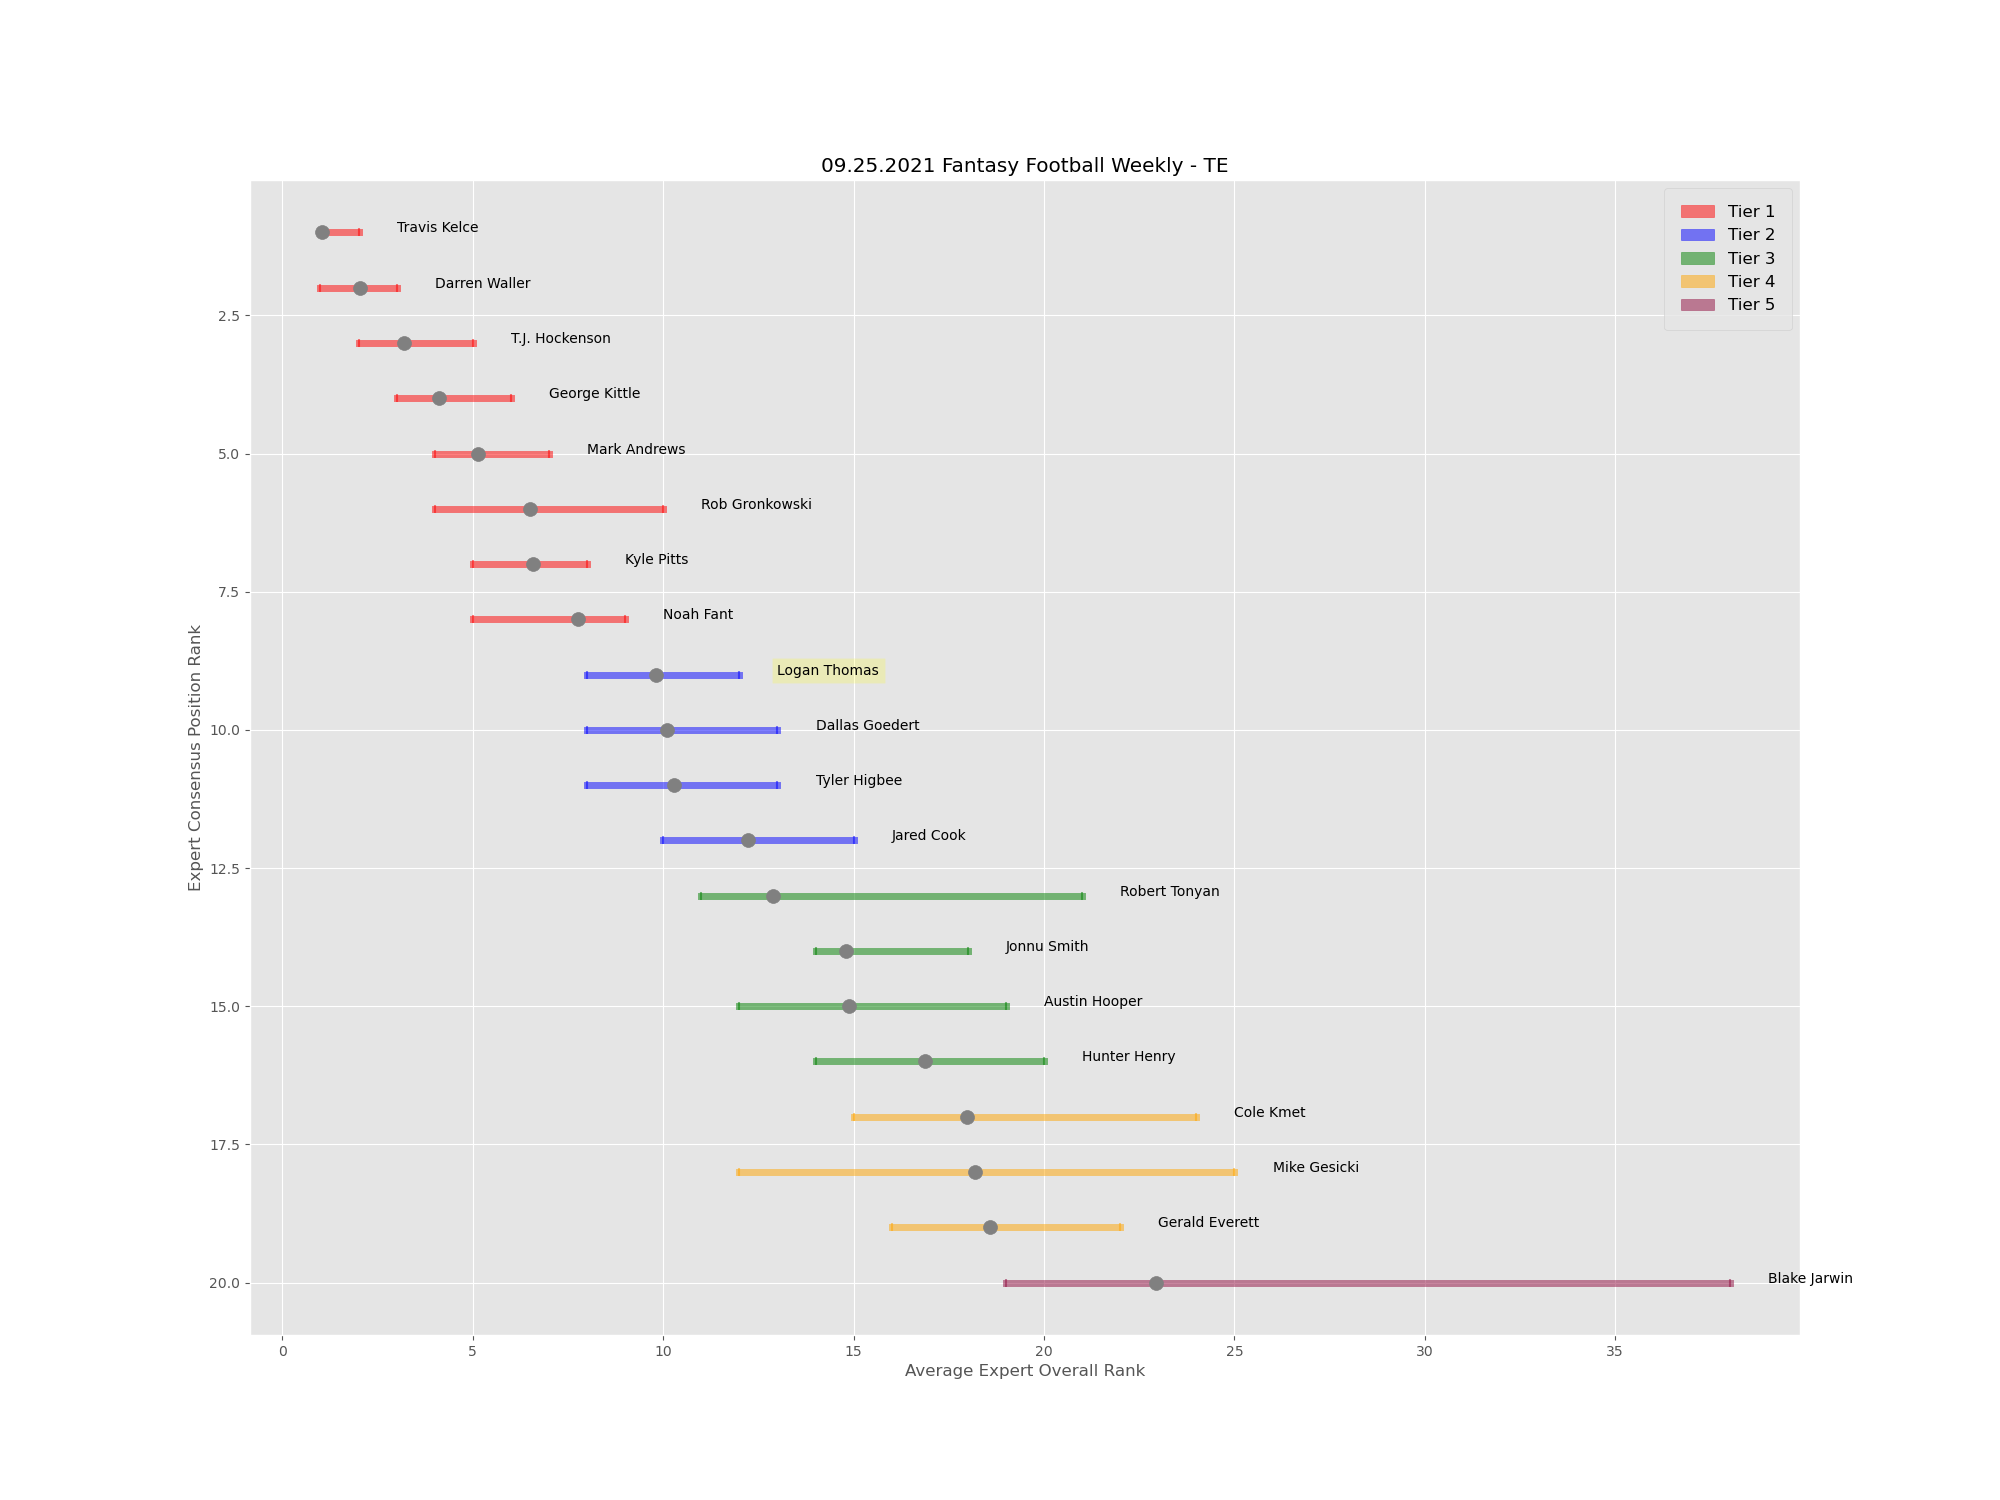 09.25.2021 Fantasy Football Weekly - TE
Tier 1
Tier 2
Tier 3
Tier 4
Tier 5
Travis Kelce
Darren Waller
T.J. Hockenson
George Kittle
Mark Andrews
Rob Gronkowski
Kyle Pitts
Noah Fant
Logan Thomas
Dallas Goedert
Tyler Higbee
Jared Cook
Robert Tonyan
Jonnu Smith
Austin Hooper
Hunter Henry
Cole Kmet
Mike Gesicki
Gerald Everett
Blake Jarwin
Expert Consensus Position Rank
2.5
5.0
7.5
10.0
12.5
15.0
17.5
20.0
0 5 10 15 20 25 30 35
Average Expert Overall Rank